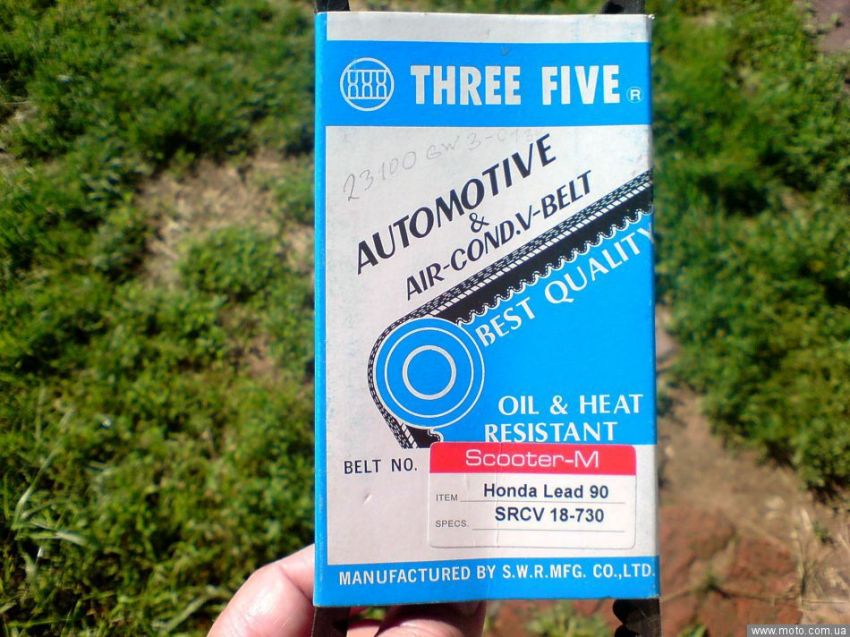 THREE FIVE ®
23100 GW3-
AUTOMOTIVE
&
AIR-COND.V-BELT
BEST QUALITY
OIL & HEAT
RESISTANT
BELT NO.
Scooter-M
ITEM Honda Lead 90
SPECS. SRCV 18-730
MANUFACTURED BY S.W.R.MFG. CO.,LTD.
www.moto.com.ua